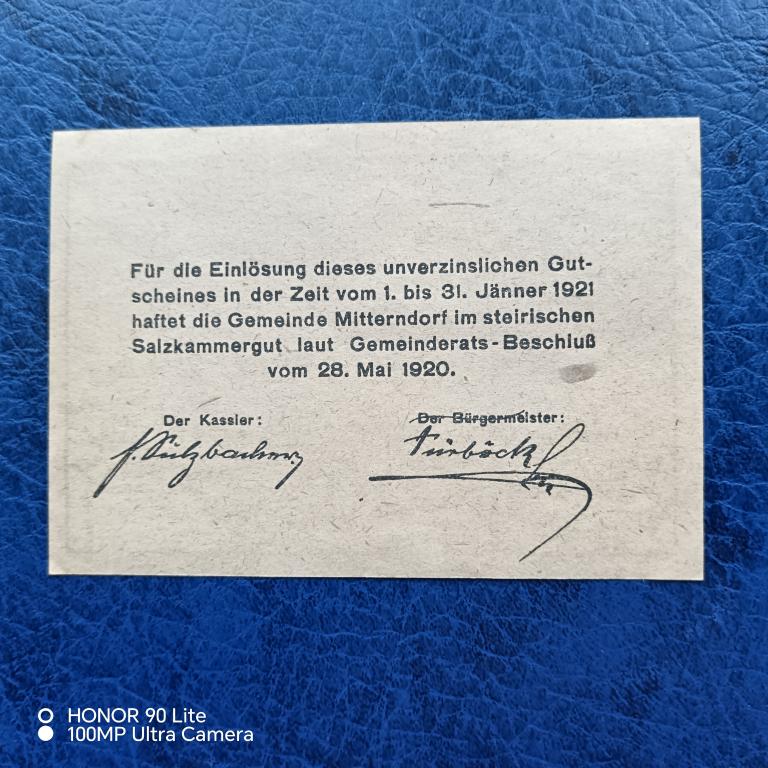 Für die Einlösung dieses unverzinslichen Gut-
scheines in der Zeit vom 1. bis 31. Jänner 1921
haftet die Gemeinde Mitterndorf im steirischen
Salzkammergut laut Gemeinderats-Beschluß
vom 28. Mai 1920.
Der Kassier: Der Bürgermeister:
HONOR 90 Lite
100MP Ultra Camera